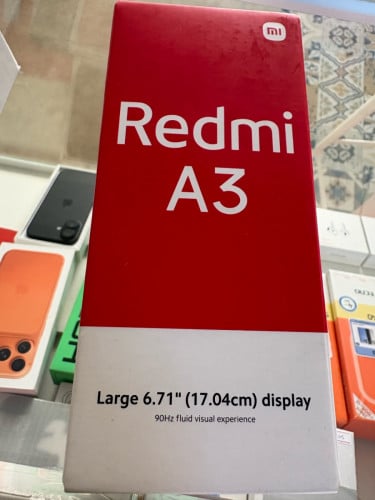 mi
Redmi
A3
Large 6.71" (17.04cm) display
90Hz fluid visual experience